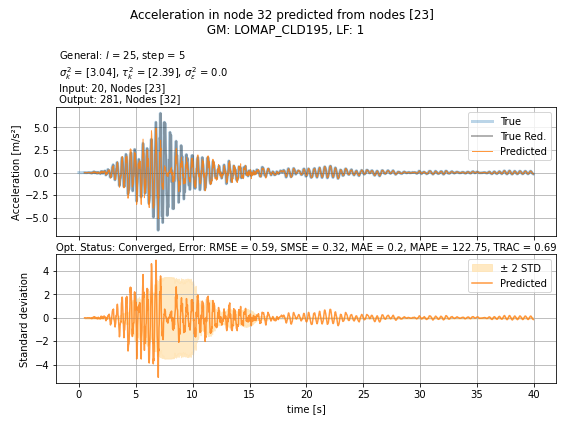 Acceleration in node 32 predicted from nodes [23]
GM: LOMAP_CLD195, LF: 1
General: l = 25, step = 5
σ²ₖ = [3.04], τ²ₖ = [2.39], σ²ₑ = 0.0
Input: 20, Nodes [23]
Output: 281, Nodes [32]
Acceleration [m/s²]
5.0
2.5
0.0
−2.5
−5.0
True
True Red.
Predicted
Opt. Status: Converged, Error: RMSE = 0.59, SMSE = 0.32, MAE = 0.2, MAPE = 122.75, TRAC = 0.69
Standard deviation
4
2
0
−2
−4
± 2 STD
Predicted
0 5 10 15 20 25 30 35 40
time [s]